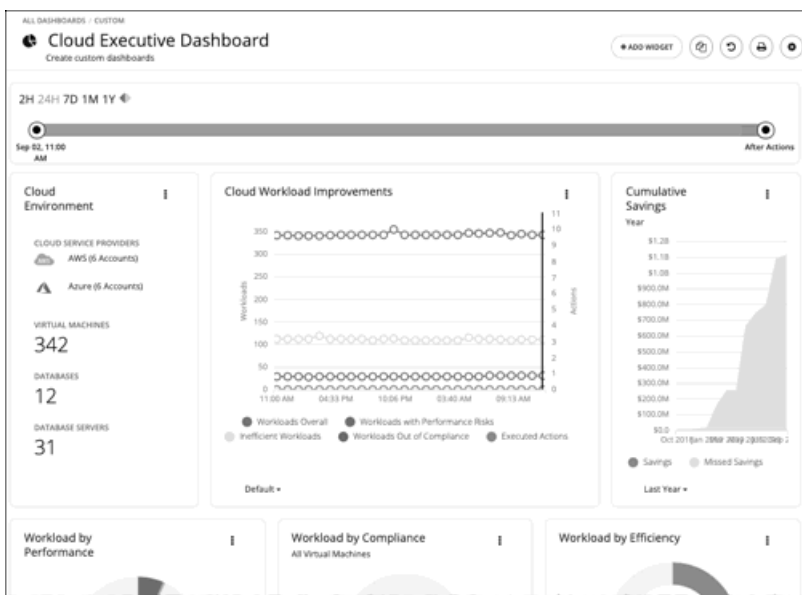 ALL DASHBOARDS / CUSTOM
Cloud Executive Dashboard
Create custom dashboards
+ ADD WIDGET
2H 24H 7D 1M 1Y
Sep 02, 11:00
AM
After Actions
Cloud
Environment
CLOUD SERVICE PROVIDERS
AWS (6 Accounts)
Azure (6 Accounts)
VIRTUAL MACHINES
342
DATABASES
12
DATABASE SERVERS
31
Cloud Workload Improvements
350
300
250
200
150
100
50
0
Workloads
11
10
9
8
7
6
5
4
3
2
1
0
Actions
11:00 AM 04:33 PM 10:06 PM 03:40 AM 09:13 AM
Workloads Overall Workloads with Performance Risks
Inefficient Workloads Workloads Out of Compliance Executed Actions
Default
Cumulative
Savings
Year
$1.2B
$1.1B
$1.0B
$900.0M
$800.0M
$700.0M
$600.0M
$500.0M
$400.0M
$300.0M
$200.0M
$100.0M
$0.0
Savings Missed Savings
Last Year
Workload by
Performance
Workload by Compliance
All Virtual Machines
Workload by Efficiency